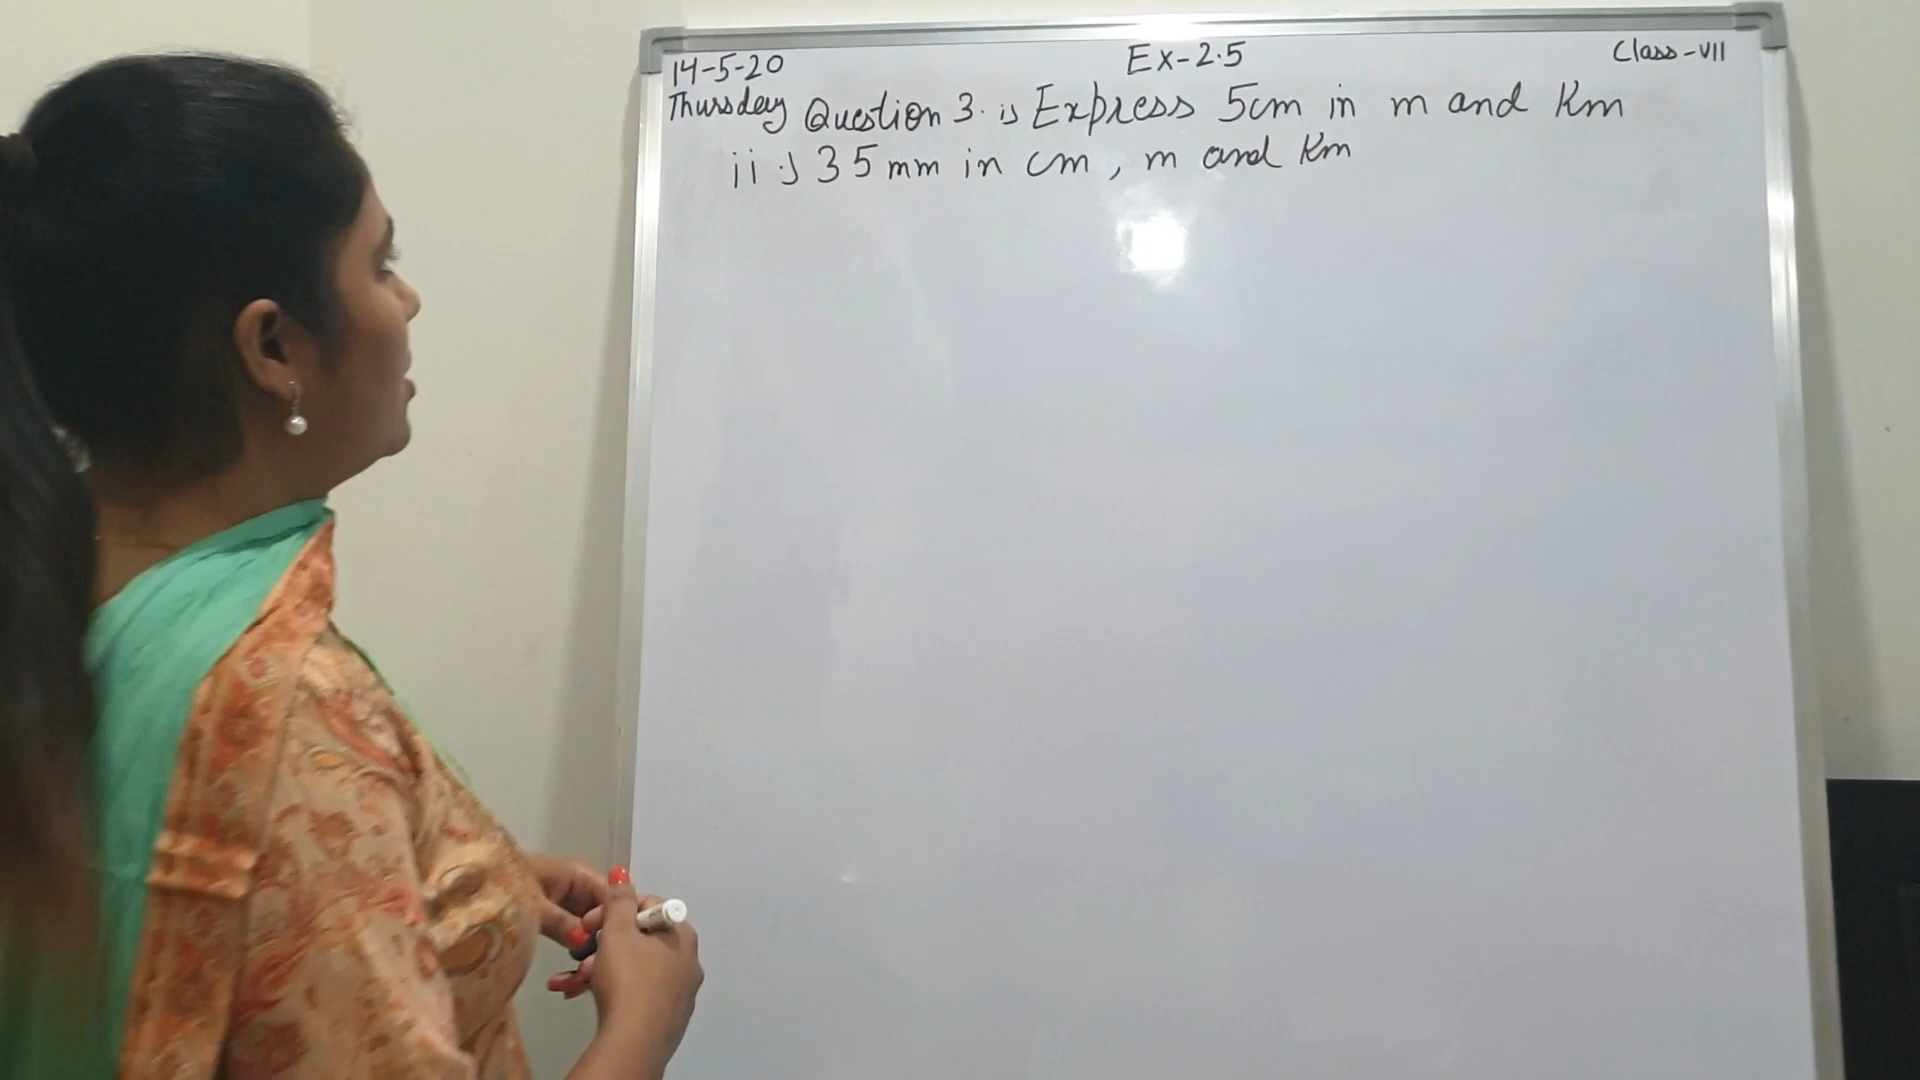 14-5-20 Ex-2.5 Class-VII
Thursday Question 3. i) Express 5cm in m and Km
ii) 35mm in cm, m and Km